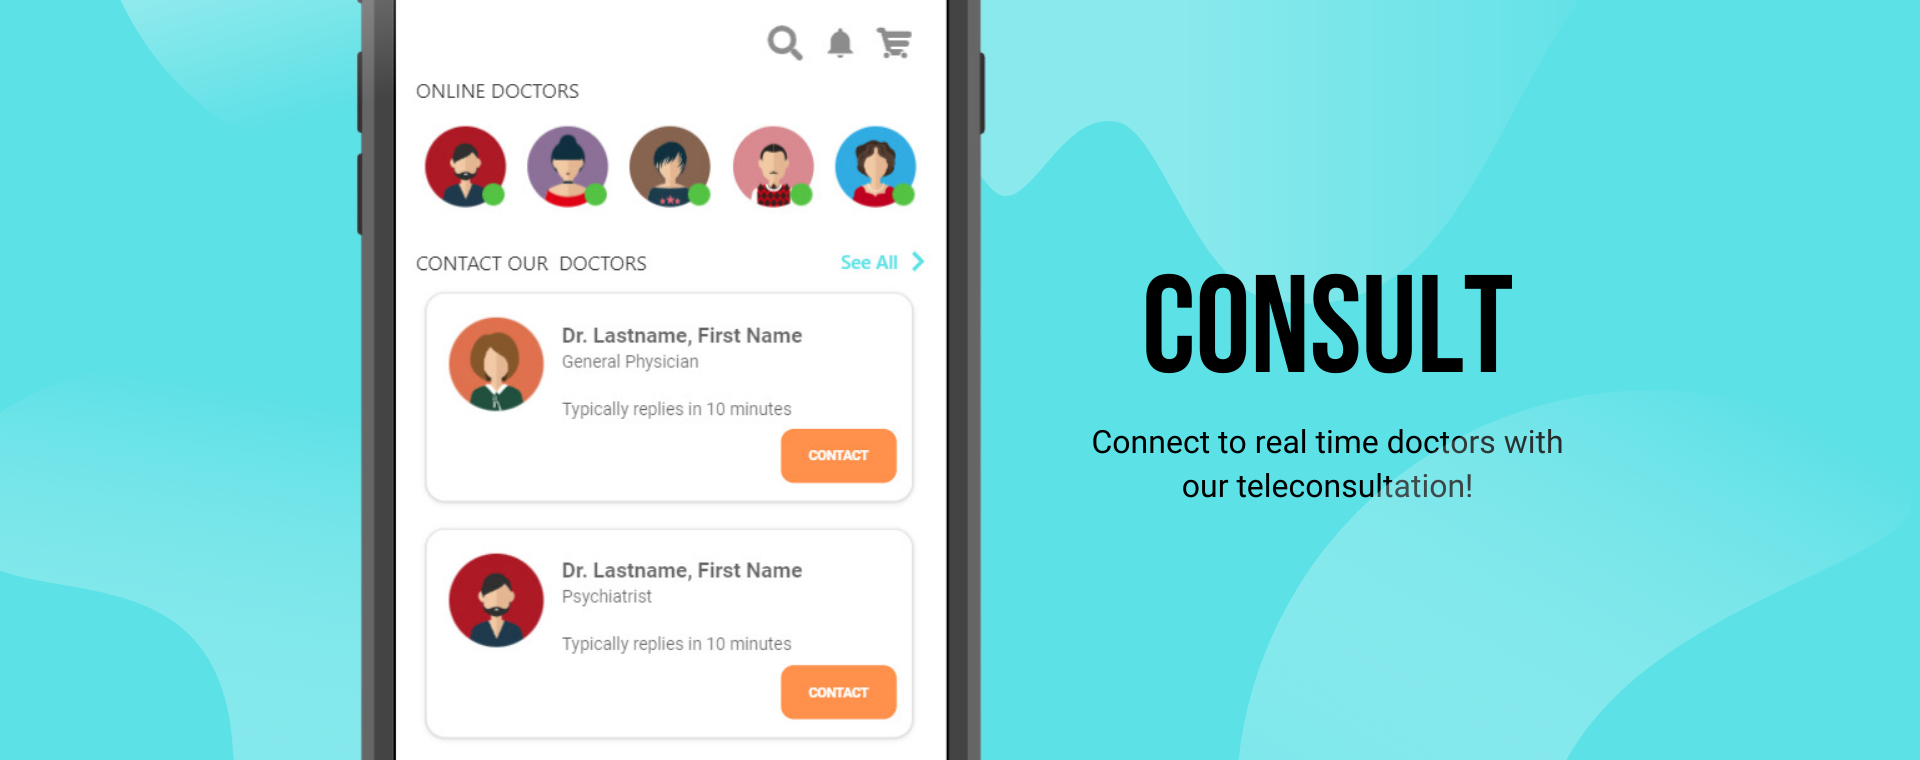 ONLINE DOCTORS
CONTACT OUR DOCTORS
See All
Dr. Lastname, First Name
General Physician
Typically replies in 10 minutes
CONTACT
Dr. Lastname, First Name
Psychiatrist
Typically replies in 10 minutes
CONTACT
CONSULT
Connect to real time doctors with
our teleconsultation!